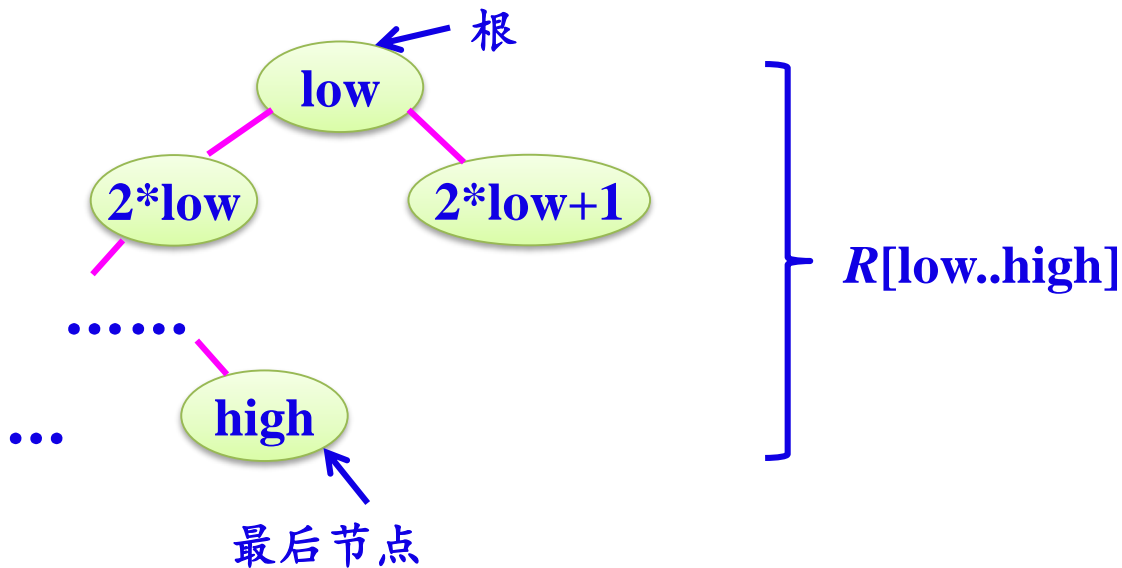 根
low
2*low
2*low+1
R[low..high]
......
high
...
最后节点